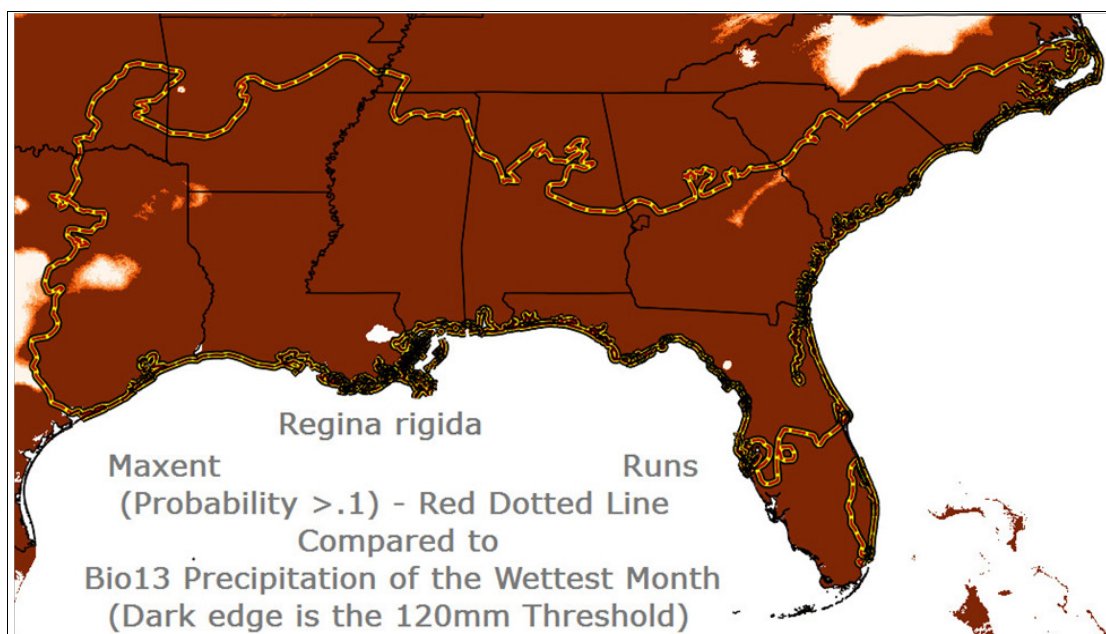 Regina rigida
Maxent Runs
(Probability >.1) - Red Dotted Line
Compared to
Bio13 Precipitation of the Wettest Month
(Dark edge is the 120mm Threshold)